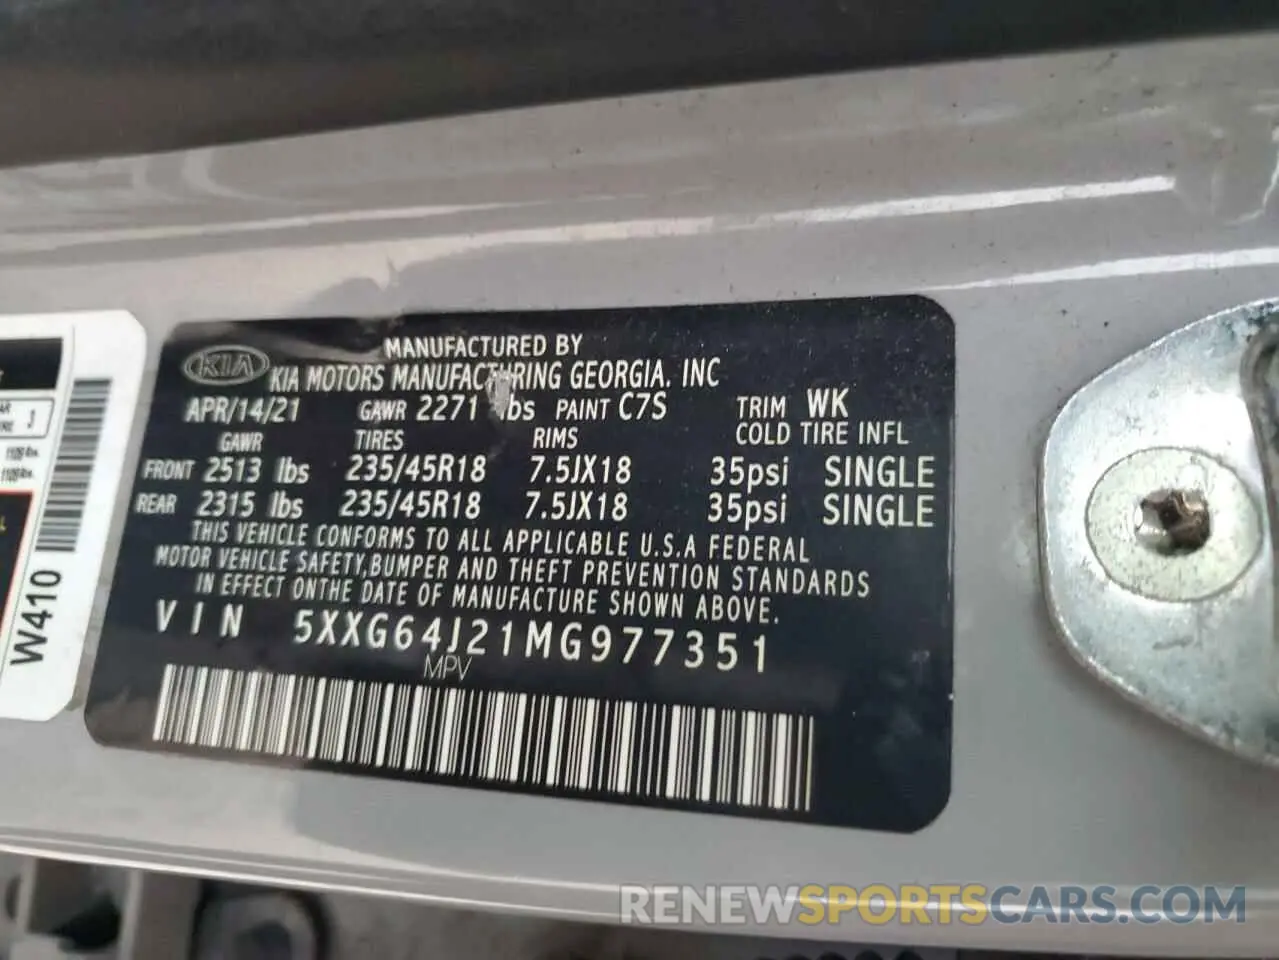 MANUFACTURED BY
KIA KIA MOTORS MANUFACTURING GEORGIA, INC
APR/14/21 GAWR 2271 lbs PAINT C7S TRIM WK
GAWR TIRES RIMS COLD TIRE INFL
FRONT 2513 lbs 235/45R18 7.5JX18 35psi SINGLE
REAR 2315 lbs 235/45R18 7.5JX18 35psi SINGLE
THIS VEHICLE CONFORMS TO ALL APPLICABLE U.S.A FEDERAL
MOTOR VEHICLE SAFETY,BUMPER AND THEFT PREVENTION STANDARDS
IN EFFECT ONTHE DATE OF MANUFACTURE SHOWN ABOVE.
VIN 5XXG64J21MG977351
MPV
W410
RENEWSPORTSCARS.COM